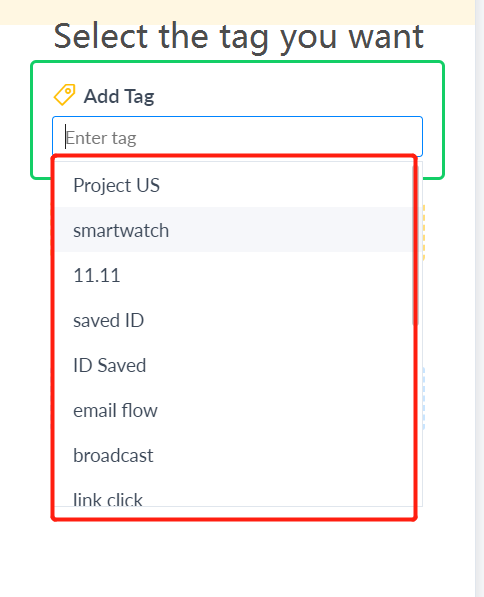 Select the tag you want
Add Tag
Enter tag
Project US
smartwatch
11.11
saved ID
ID Saved
email flow
broadcast
link click